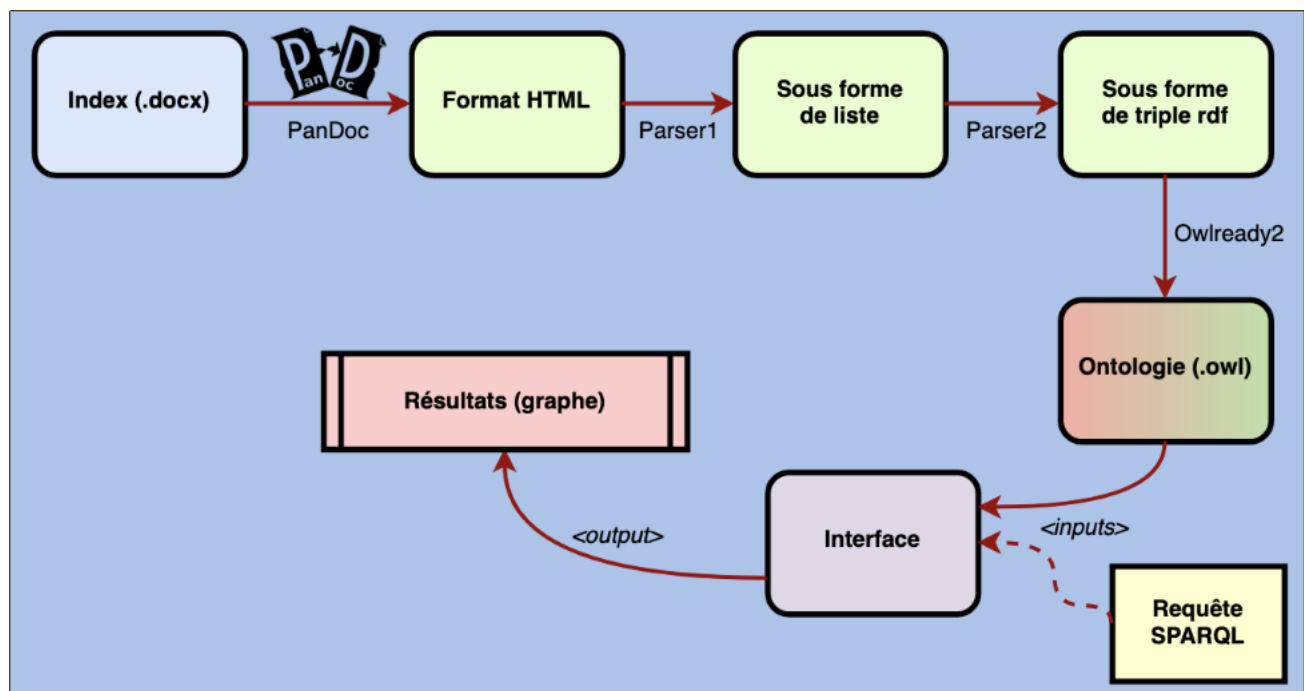 Index (.docx)
Pan Doc
PanDoc
Format HTML
Parser1
Sous forme
de liste
Parser2
Sous forme
de triple rdf
Owlready2
Ontologie (.owl)
Résultats (graphe)
<output>
Interface
<inputs>
Requête
SPARQL